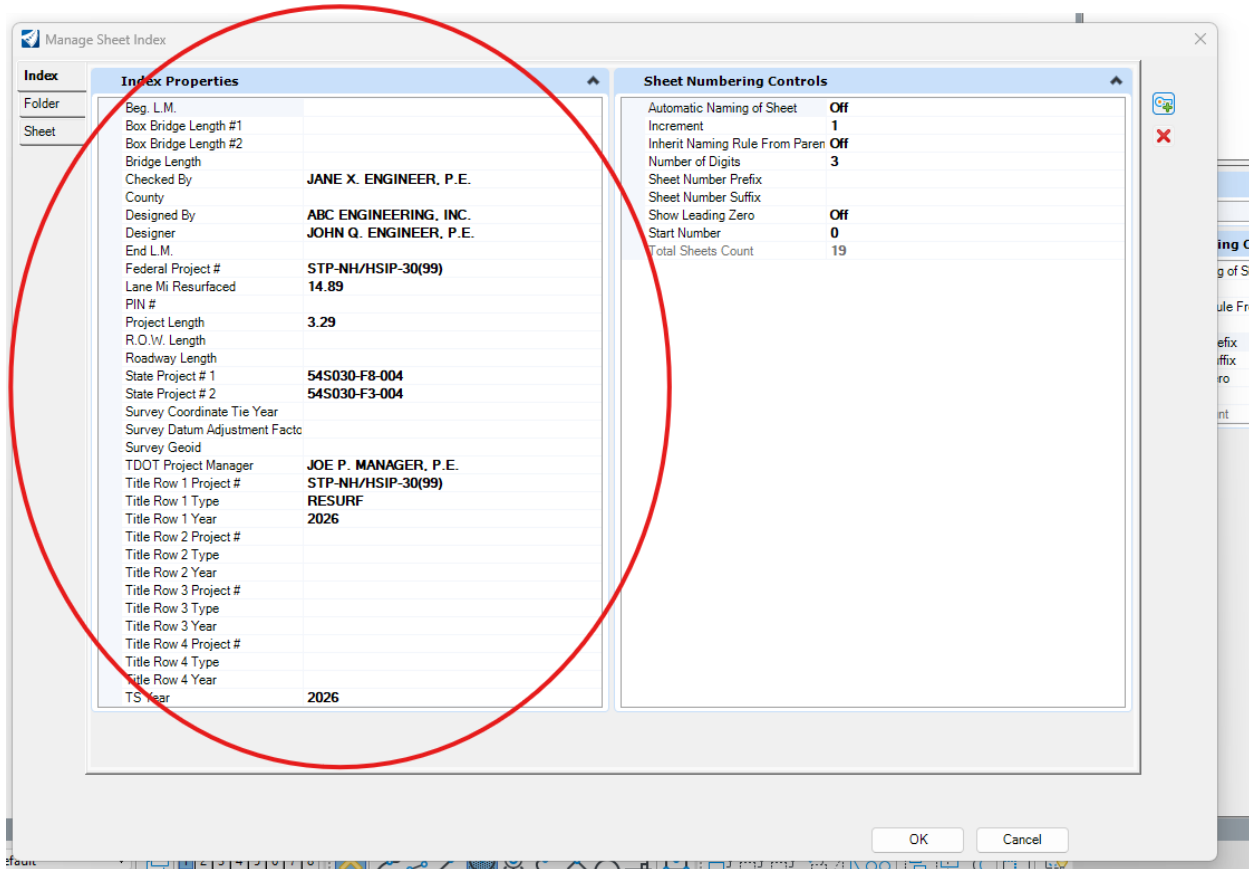 Manage Sheet Index
Index
Folder
Sheet
Index Properties
Beg. L.M.
Box Bridge Length #1
Box Bridge Length #2
Bridge Length
Checked By JANE X. ENGINEER, P.E.
County
Designed By ABC ENGINEERING, INC.
Designer JOHN Q. ENGINEER, P.E.
End L.M.
Federal Project # STP-NH/HSIP-30(99)
Lane Mi Resurfaced 14.89
PIN #
Project Length 3.29
R.O.W. Length
Roadway Length
State Project # 1 54S030-F8-004
State Project # 2 54S030-F3-004
Survey Coordinate Tie Year
Survey Datum Adjustment Facto
Survey Geoid
TDOT Project Manager JOE P. MANAGER, P.E.
Title Row 1 Project # STP-NH/HSIP-30(99)
Title Row 1 Type RESURF
Title Row 1 Year 2026
Title Row 2 Project #
Title Row 2 Type
Title Row 2 Year
Title Row 3 Project #
Title Row 3 Type
Title Row 3 Year
Title Row 4 Project #
Title Row 4 Type
Title Row 4 Year
TS Year 2026
Sheet Numbering Controls
Automatic Naming of Sheet Off
Increment 1
Inherit Naming Rule From Paren Off
Number of Digits 3
Sheet Number Prefix
Sheet Number Suffix
Show Leading Zero Off
Start Number 0
Total Sheets Count 19
OK
Cancel